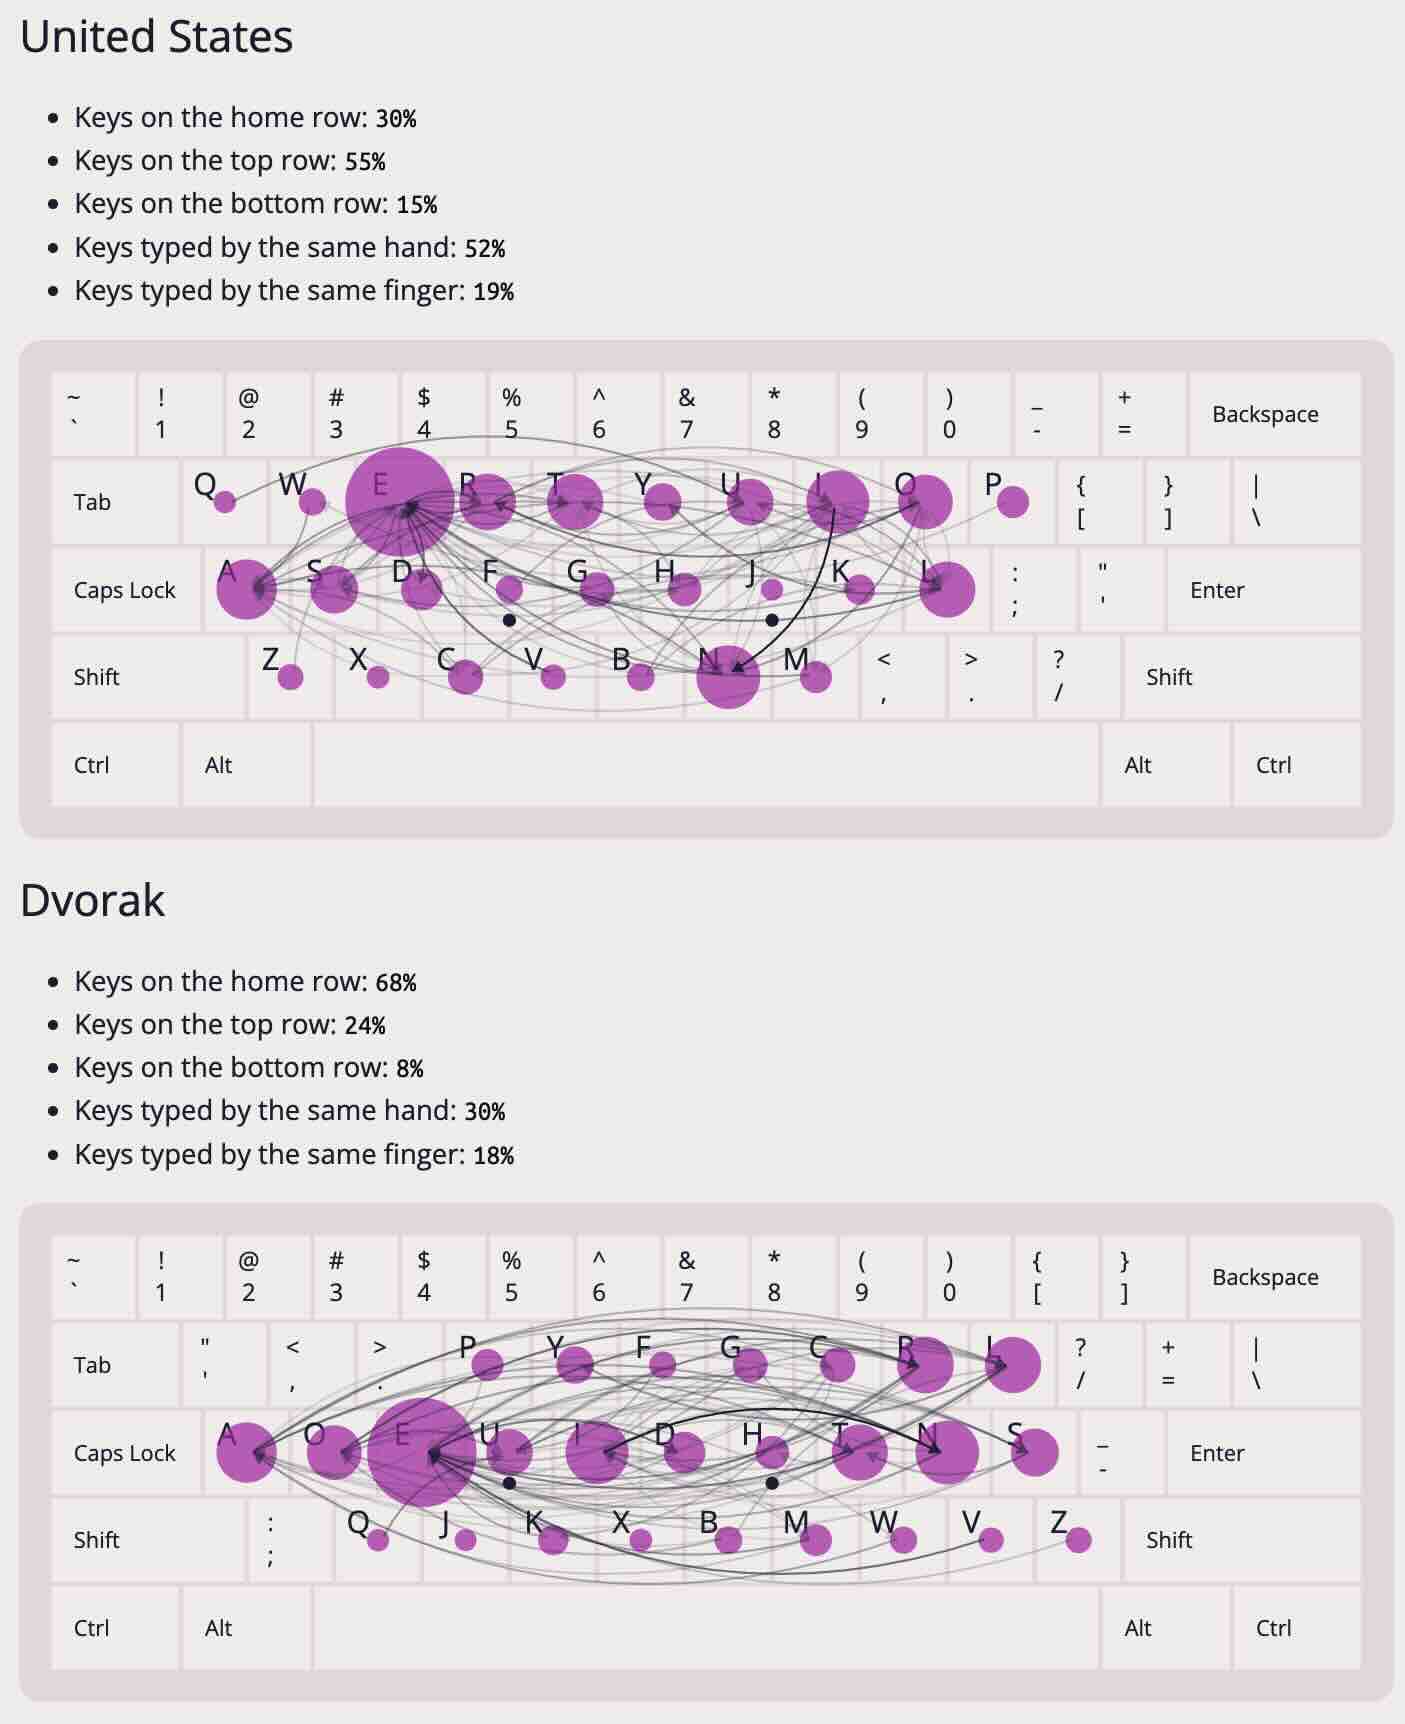 United States
• Keys on the home row: 30%
• Keys on the top row: 55%
• Keys on the bottom row: 15%
• Keys typed by the same hand: 52%
• Keys typed by the same finger: 19%
~ ! @ # $ % ^ & * ( ) _ +
` 1 2 3 4 5 6 7 8 9 0 - = Backspace
Tab Q W E R T Y U I O P { } |
[ ] \
Caps Lock A S D F G H J K L : " Enter
; '
Shift Z X C V B N M < > ? Shift
, . /
Ctrl Alt Alt Ctrl
Dvorak
• Keys on the home row: 68%
• Keys on the top row: 24%
• Keys on the bottom row: 8%
• Keys typed by the same hand: 30%
• Keys typed by the same finger: 18%
~ ! @ # $ % ^ & * ( ) { }
` 1 2 3 4 5 6 7 8 9 0 [ ] Backspace
Tab " < > P Y F G C R L ? + |
' , . / = \
Caps Lock A O E U I D H T N S _ Enter
-
Shift : Q J K X B M W V Z Shift
;
Ctrl Alt Alt Ctrl